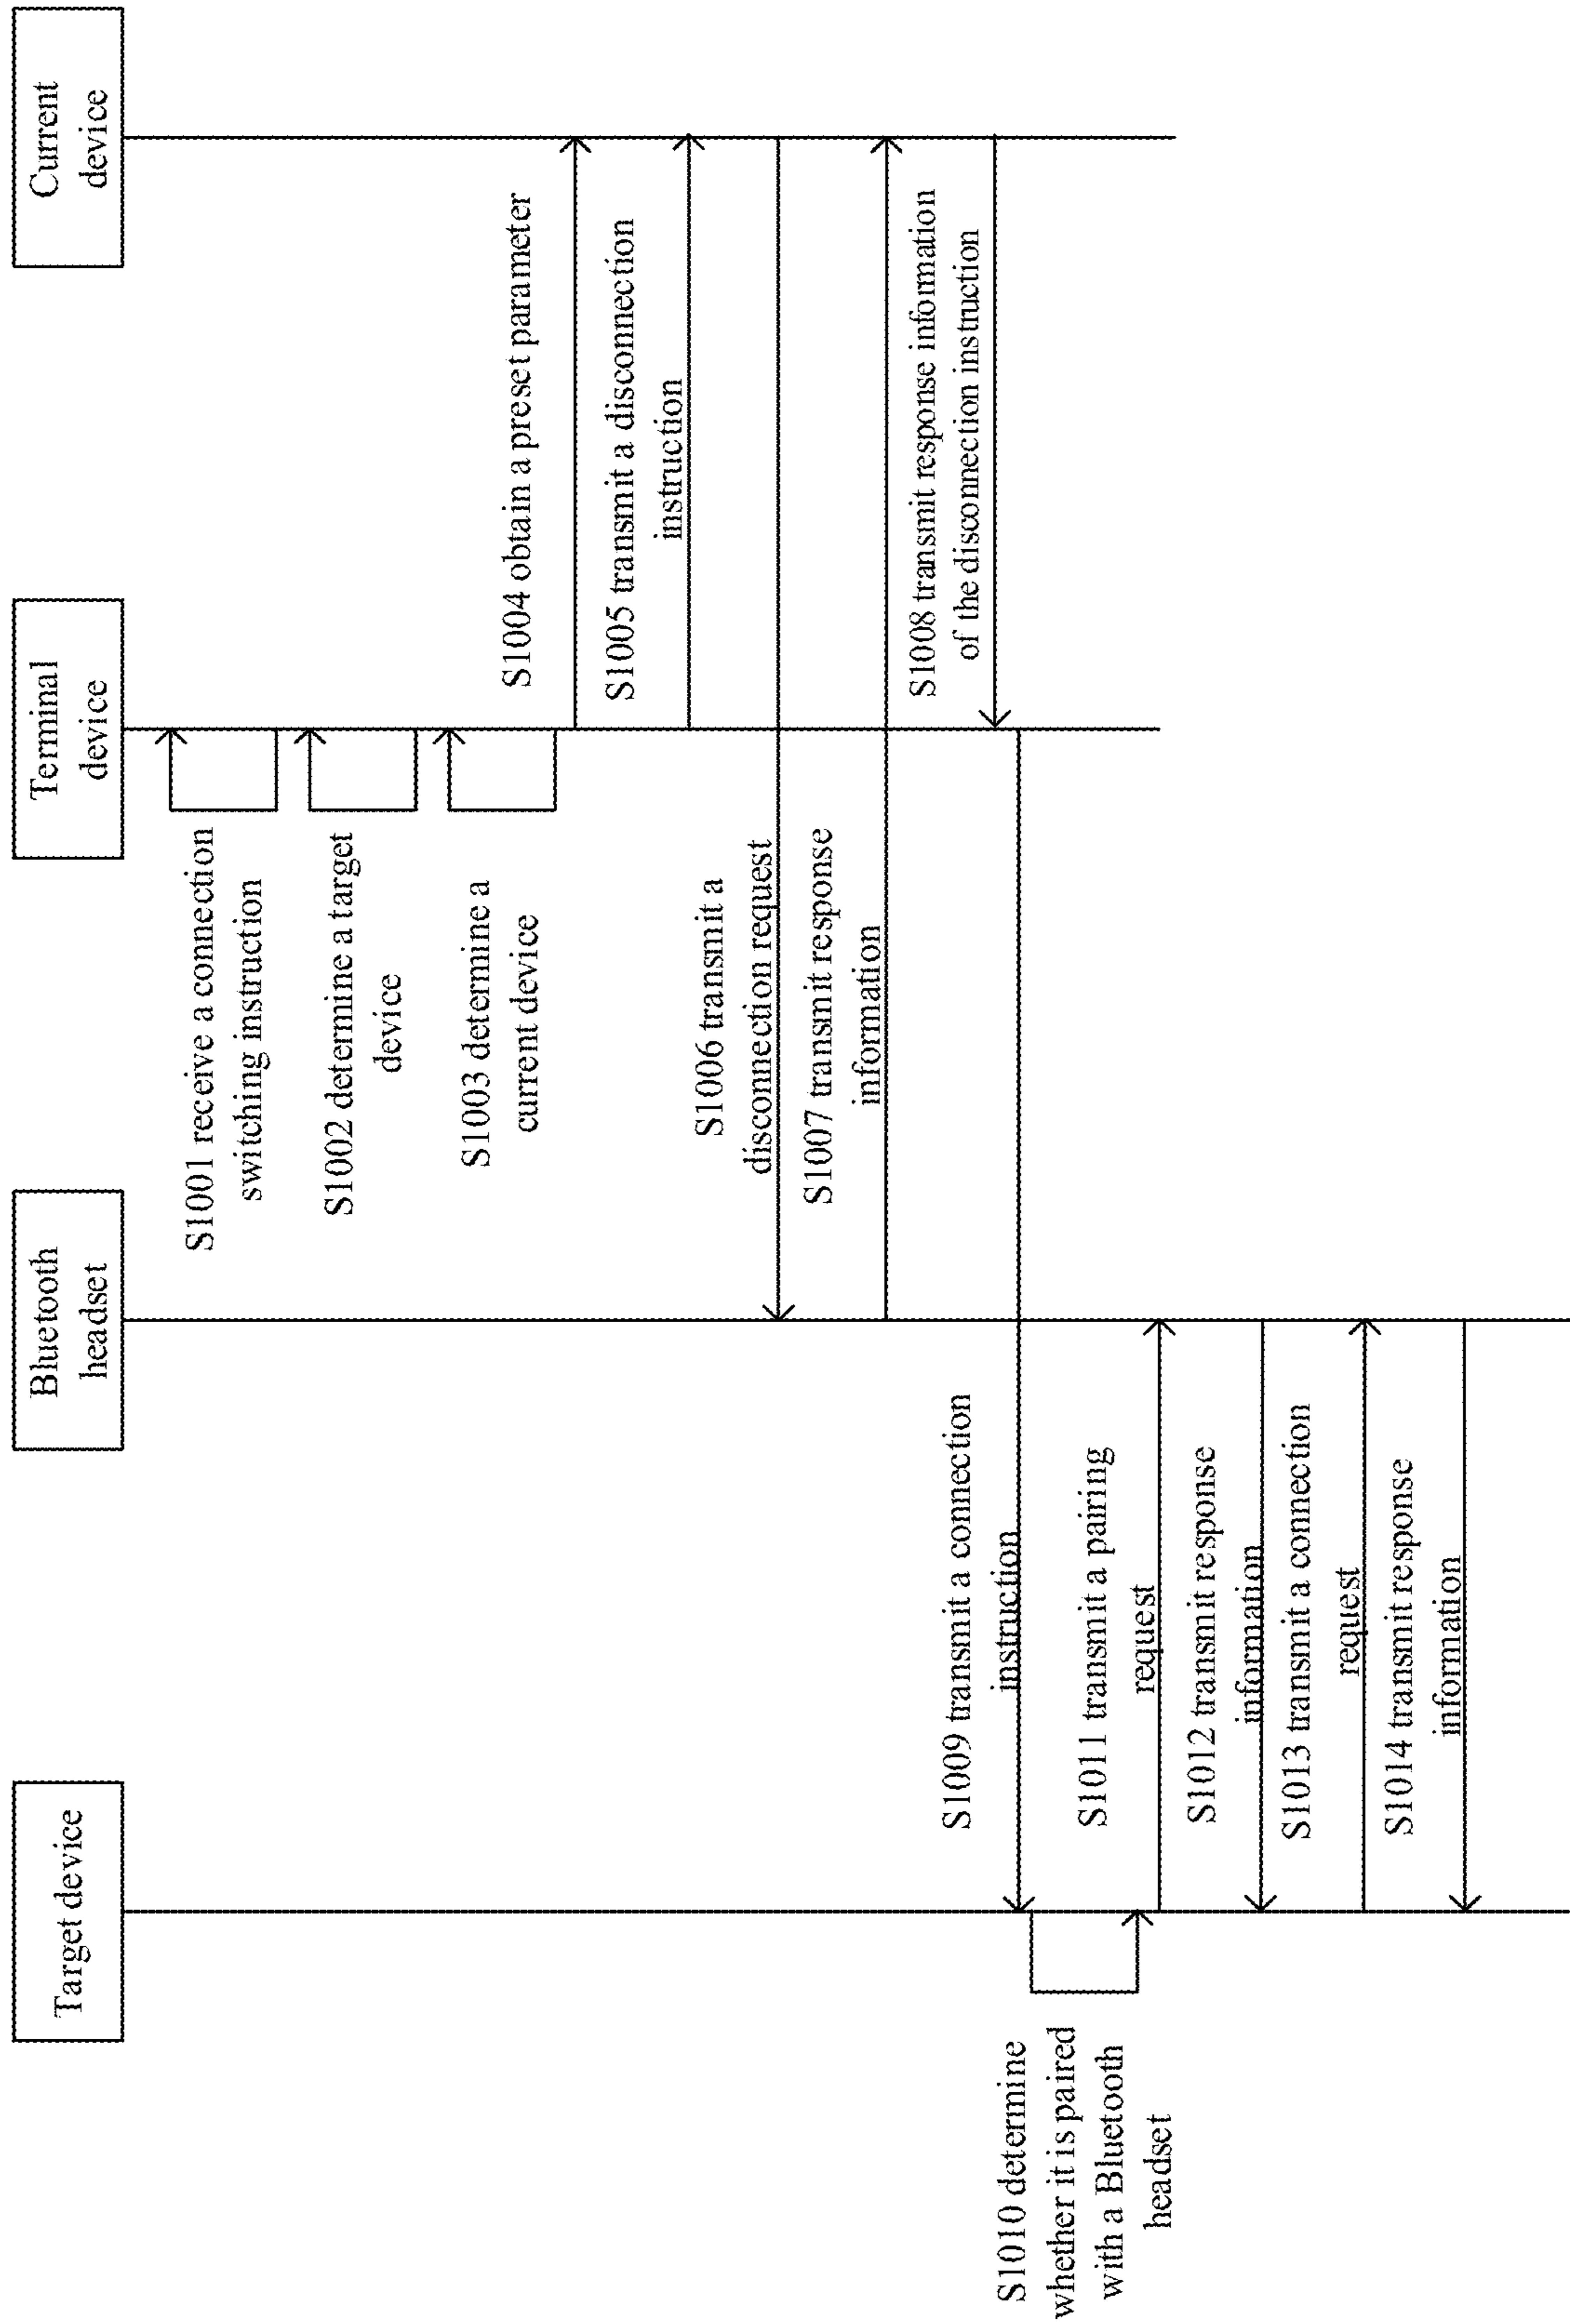 Target device
Bluetooth
headset
Terminal
device
Current
device
S1001 receive a connection
switching instruction
S1002 determine a target
device
S1003 determine a
current device
S1004 obtain a preset parameter
S1005 transmit a disconnection
instruction
S1006 transmit a
disconnection request
S1007 transmit response
information
S1008 transmit response information
of the disconnection instruction
S1009 transmit a connection
instruction
S1010 determine
whether it is paired
with a Bluetooth
headset
S1011 transmit a pairing
request
S1012 transmit response
information
S1013 transmit a connection
request
S1014 transmit response
information